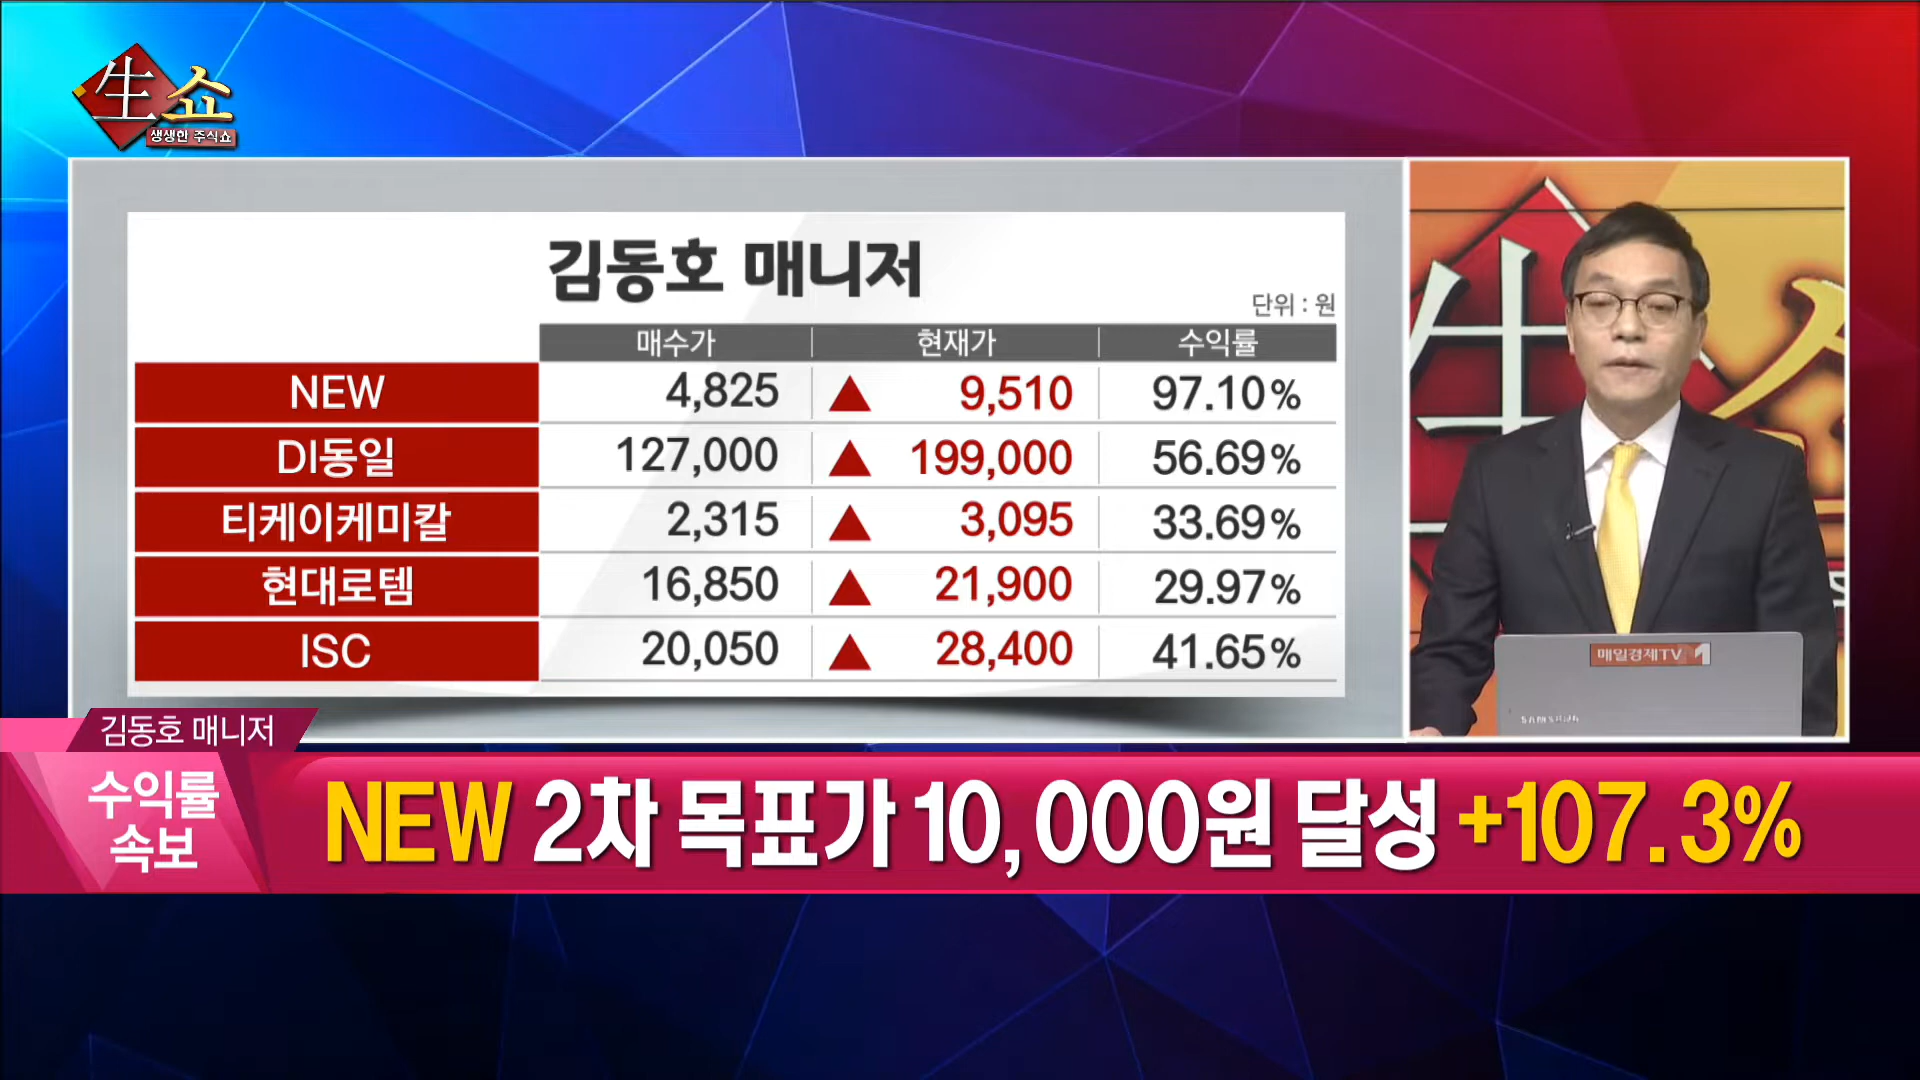 生쇼
생생한 주식쇼
김동호 매니저
단위 : 원
매수가 현재가 수익률
NEW 4,825 ▲ 9,510 97.10%
DI동일 127,000 ▲ 199,000 56.69%
티케이케미칼 2,315 ▲ 3,095 33.69%
현대로템 16,850 ▲ 21,900 29.97%
ISC 20,050 ▲ 28,400 41.65%
生쇼
매일경제TV 1
SAMSUNG
김동호 매니저
수익률
속보
NEW 2차 목표가 10,000원 달성 +107.3%